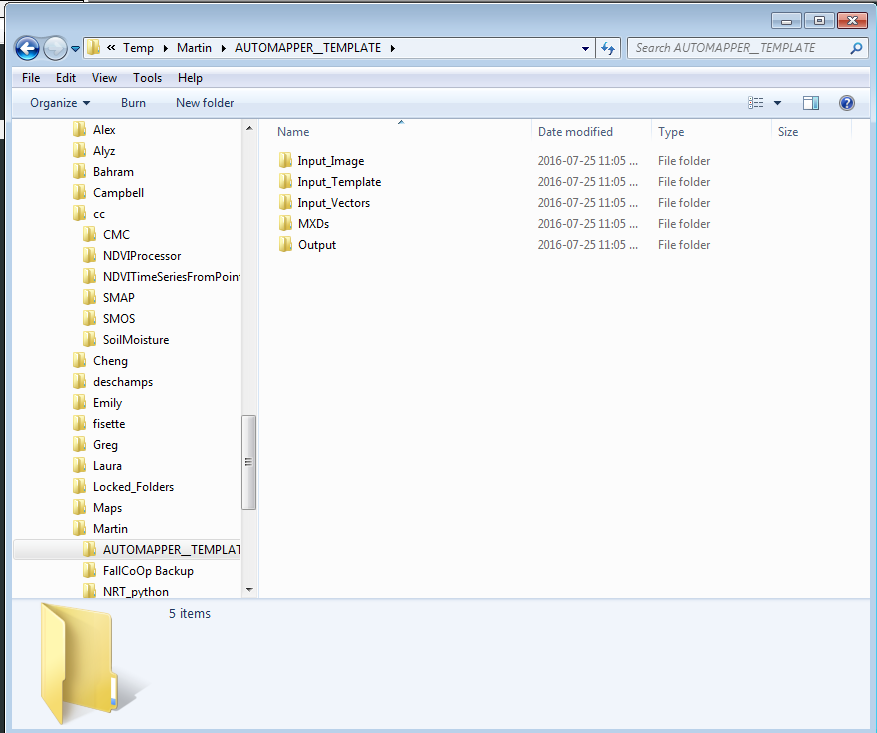 « Temp Martin AUTOMAPPER__TEMPLATE
Search AUTOMAPPER__TEMPLATE
File Edit View Tools Help
Organize Burn New folder
Alex
Alyz
Bahram
Campbell
cc
CMC
NDVIProcessor
NDVITimeSeriesFromPoin
SMAP
SMOS
SoilMoisture
Cheng
deschamps
Emily
fisette
Greg
Laura
Locked_Folders
Maps
Martin
AUTOMAPPER__TEMPLAT
FallCoOp Backup
NRT_python
Name Date modified Type Size
Input_Image 2016-07-25 11:05 ... File folder
Input_Template 2016-07-25 11:05 ... File folder
Input_Vectors 2016-07-25 11:05 ... File folder
MXDs 2016-07-25 11:05 ... File folder
Output 2016-07-25 11:05 ... File folder
5 items